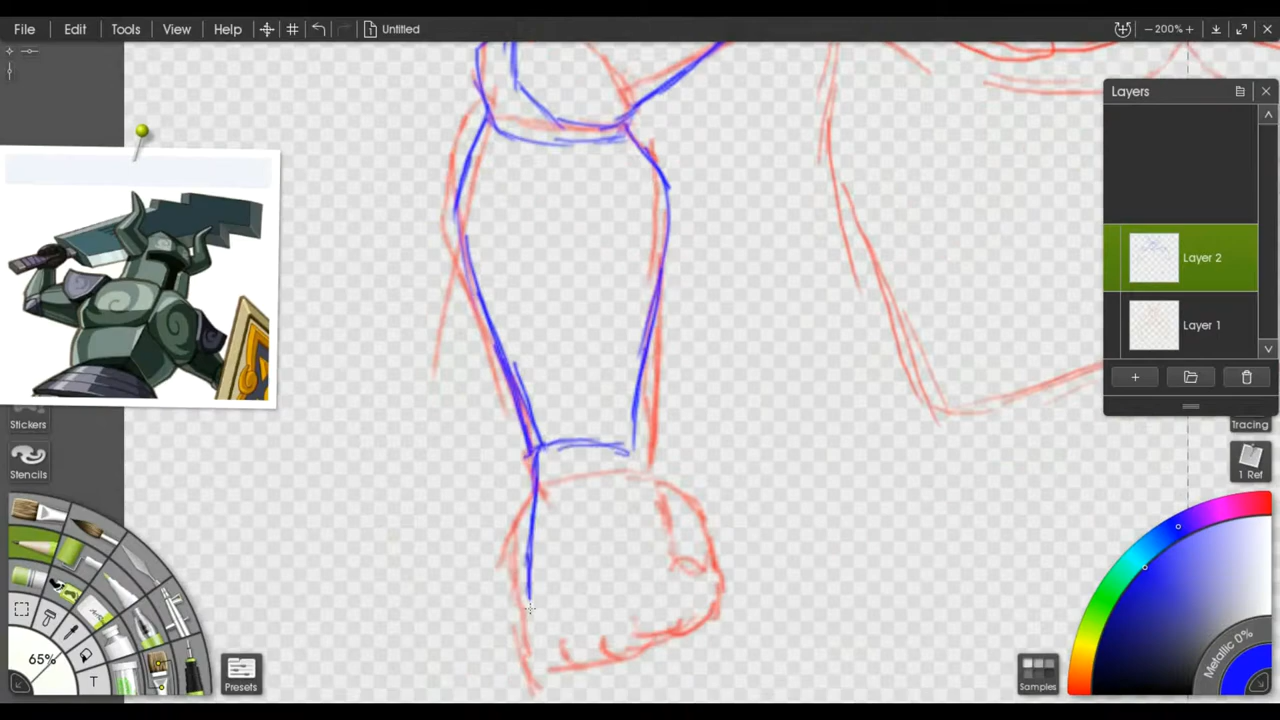 File Edit Tools View Help Untitled 200%
Layers
Layer 2
Layer 1
Stickers
Tracing
Stencils
1 Ref
65%
T
Presets
Samples
Metallic 0%